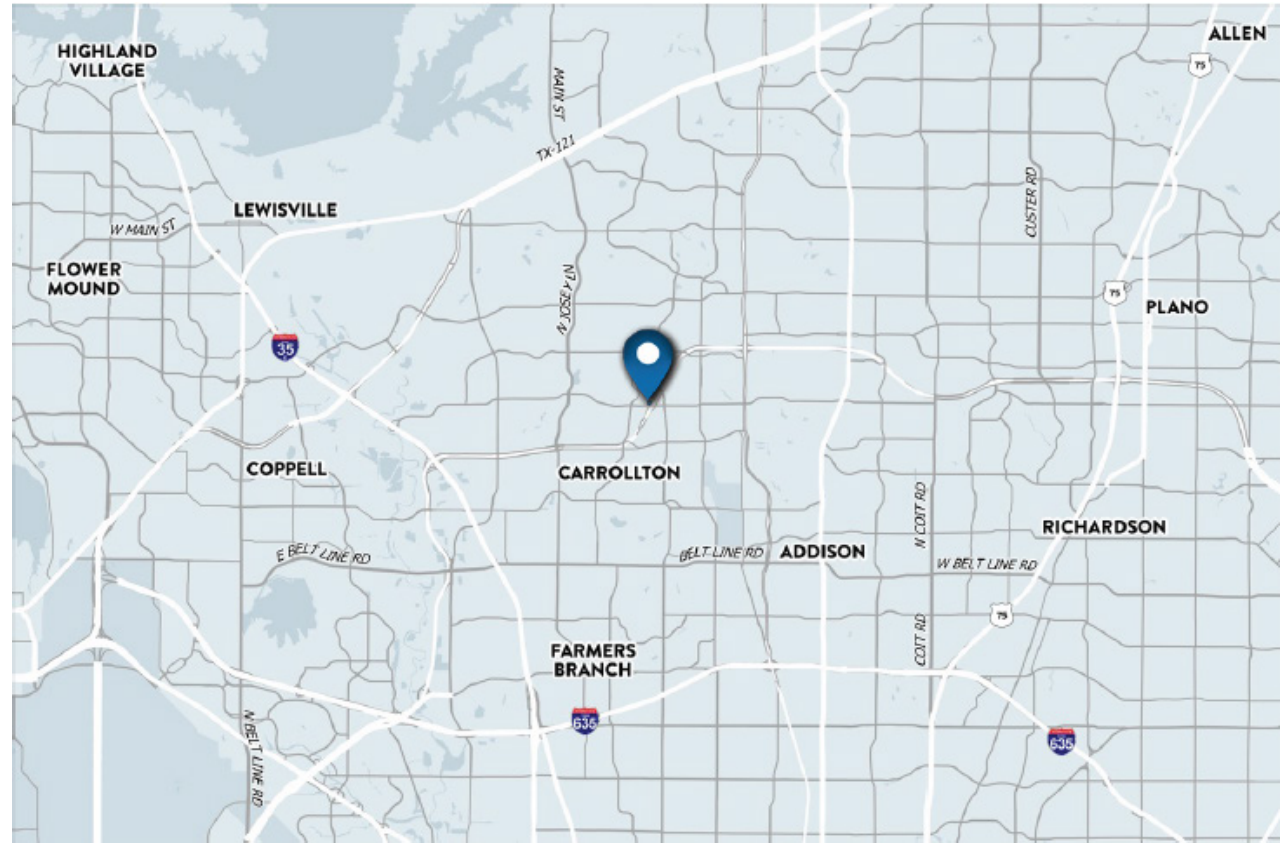 HIGHLAND
VILLAGE
ALLEN
75
MAIN ST
TX-121
CUSTER RD
LEWISVILLE
W MAIN ST
FLOWER
MOUND
N JOSEY LN
75
PLANO
35
COPPELL
CARROLLTON
N COIT RD
RICHARDSON
E BELT LINE RD
BELT LINE RD
ADDISON
W BELT LINE RD
75
COIT RD
FARMERS
BRANCH
635
635
N BELT LINE RD